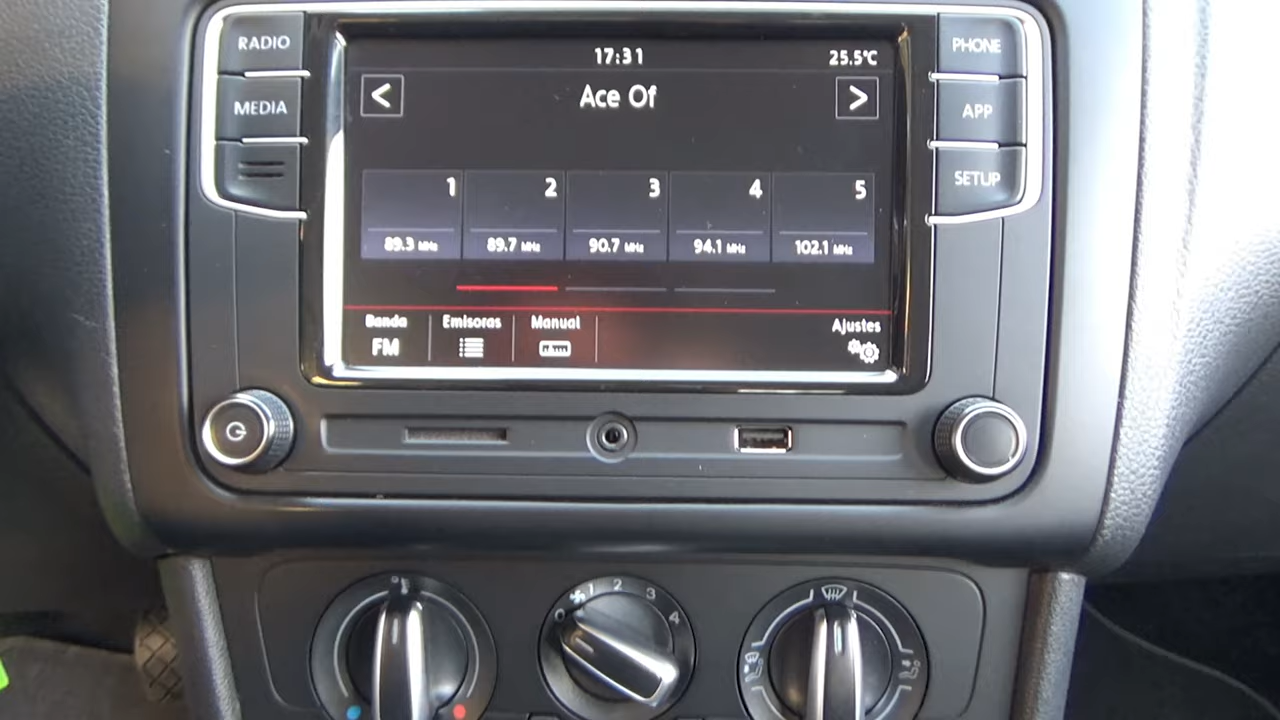 RADIO
17:31
25.5°C
PHONE
MEDIA
<
Ace Of
>
APP
SETUP
1
2
3
4
5
89.3 MHz
89.7 MHz
90.7 MHz
94.1 MHz
102.1 MHz
Banda
Emisoras
Manual
Ajustes
FM
0
1
2
3
4